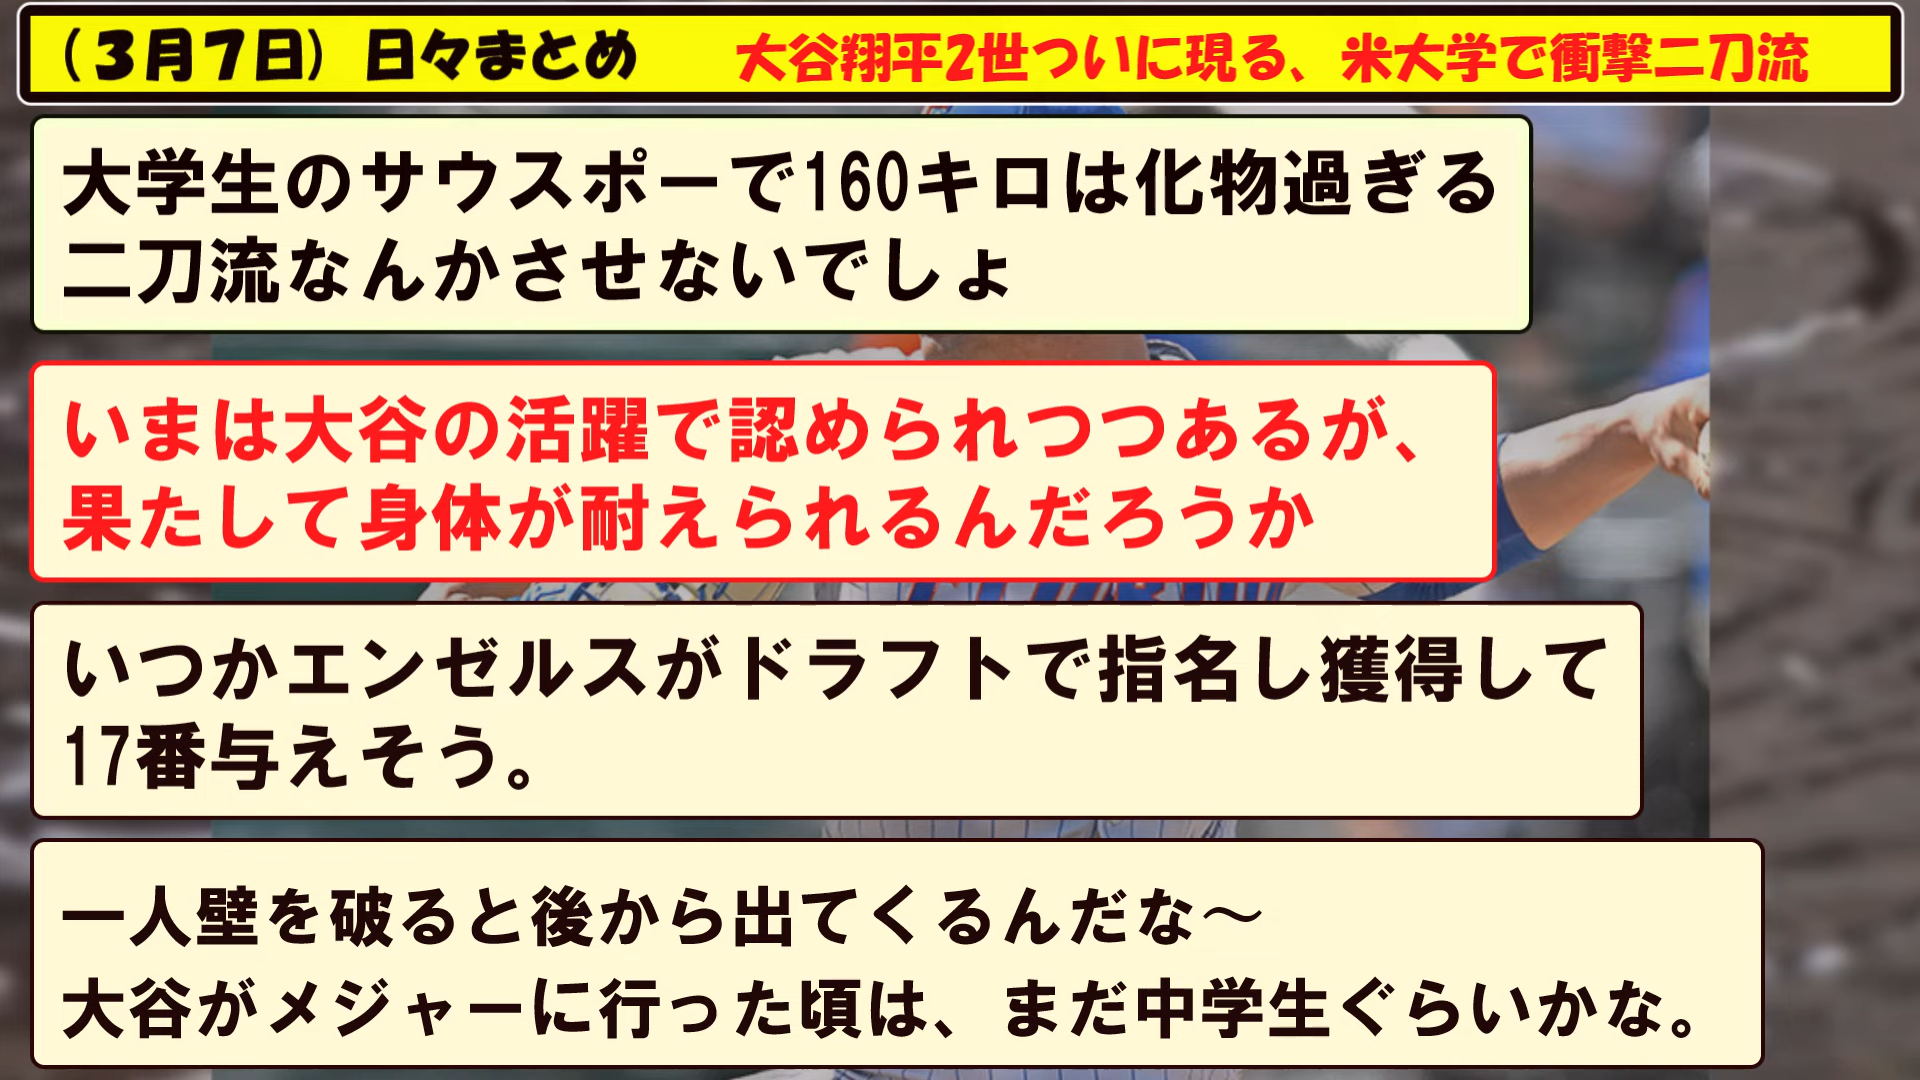 （３月７日）日々まとめ　大谷翔平2世ついに現る、米大学で衝撃二刀流
大学生のサウスポーで160キロは化物過ぎる
二刀流なんかさせないでしょ
いまは大谷の活躍で認められつつあるが、
果たして身体が耐えられるんだろうか
いつかエンゼルスがドラフトで指名し獲得して
17番与えそう。
一人壁を破ると後から出てくるんだな～
大谷がメジャーに行った頃は、まだ中学生ぐらいかな。